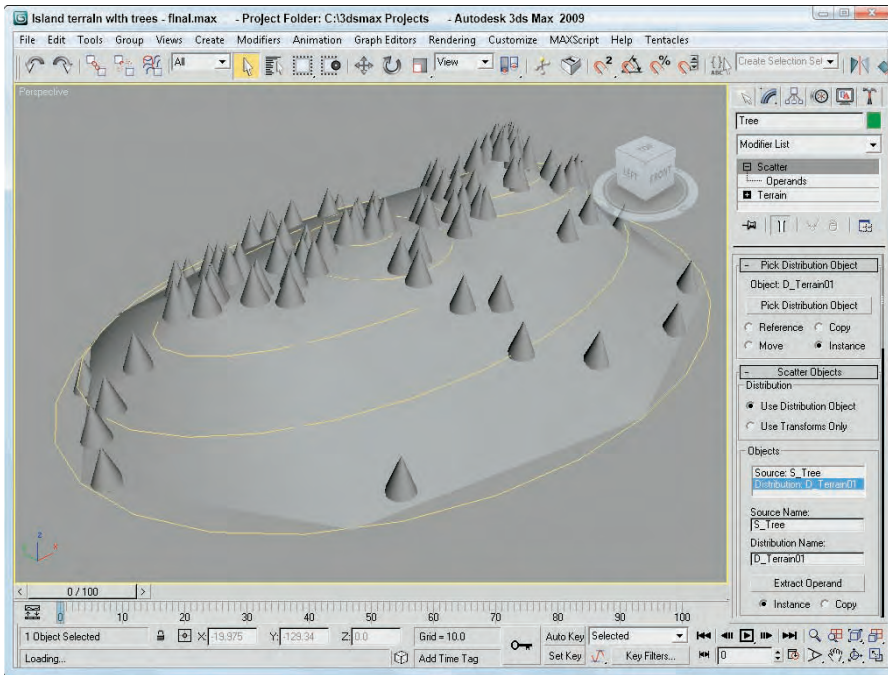 Island terrain with trees - final.max - Project Folder: C:\3dsmax Projects - Autodesk 3ds Max 2009
File Edit Tools Group Views Create Modifiers Animation Graph Editors Rendering Customize MAXScript Help Tentacles
All View Create Selection Set
Perspective
TOP
LEFT FRONT
Tree
Modifier List
Scatter
Operands
Terrain
- Pick Distribution Object
Object: D_Terrain01
Pick Distribution Object
Reference Copy
Move Instance
- Scatter Objects
Distribution
Use Distribution Object
Use Transforms Only
Objects
Source: S_Tree
Distribution: D_Terrain01
Source Name:
S_Tree
Distribution Name:
D_Terrain01
Extract Operand
Instance Copy
z
x
< 0 / 100 >
0 10 20 30 40 50 60 70 80 90 100
1 Object Selected X: -19.975 Y: -129.34 Z: 0.0 Grid = 10.0 Auto Key Selected
Loading... Add Time Tag Set Key Key Filters... 0